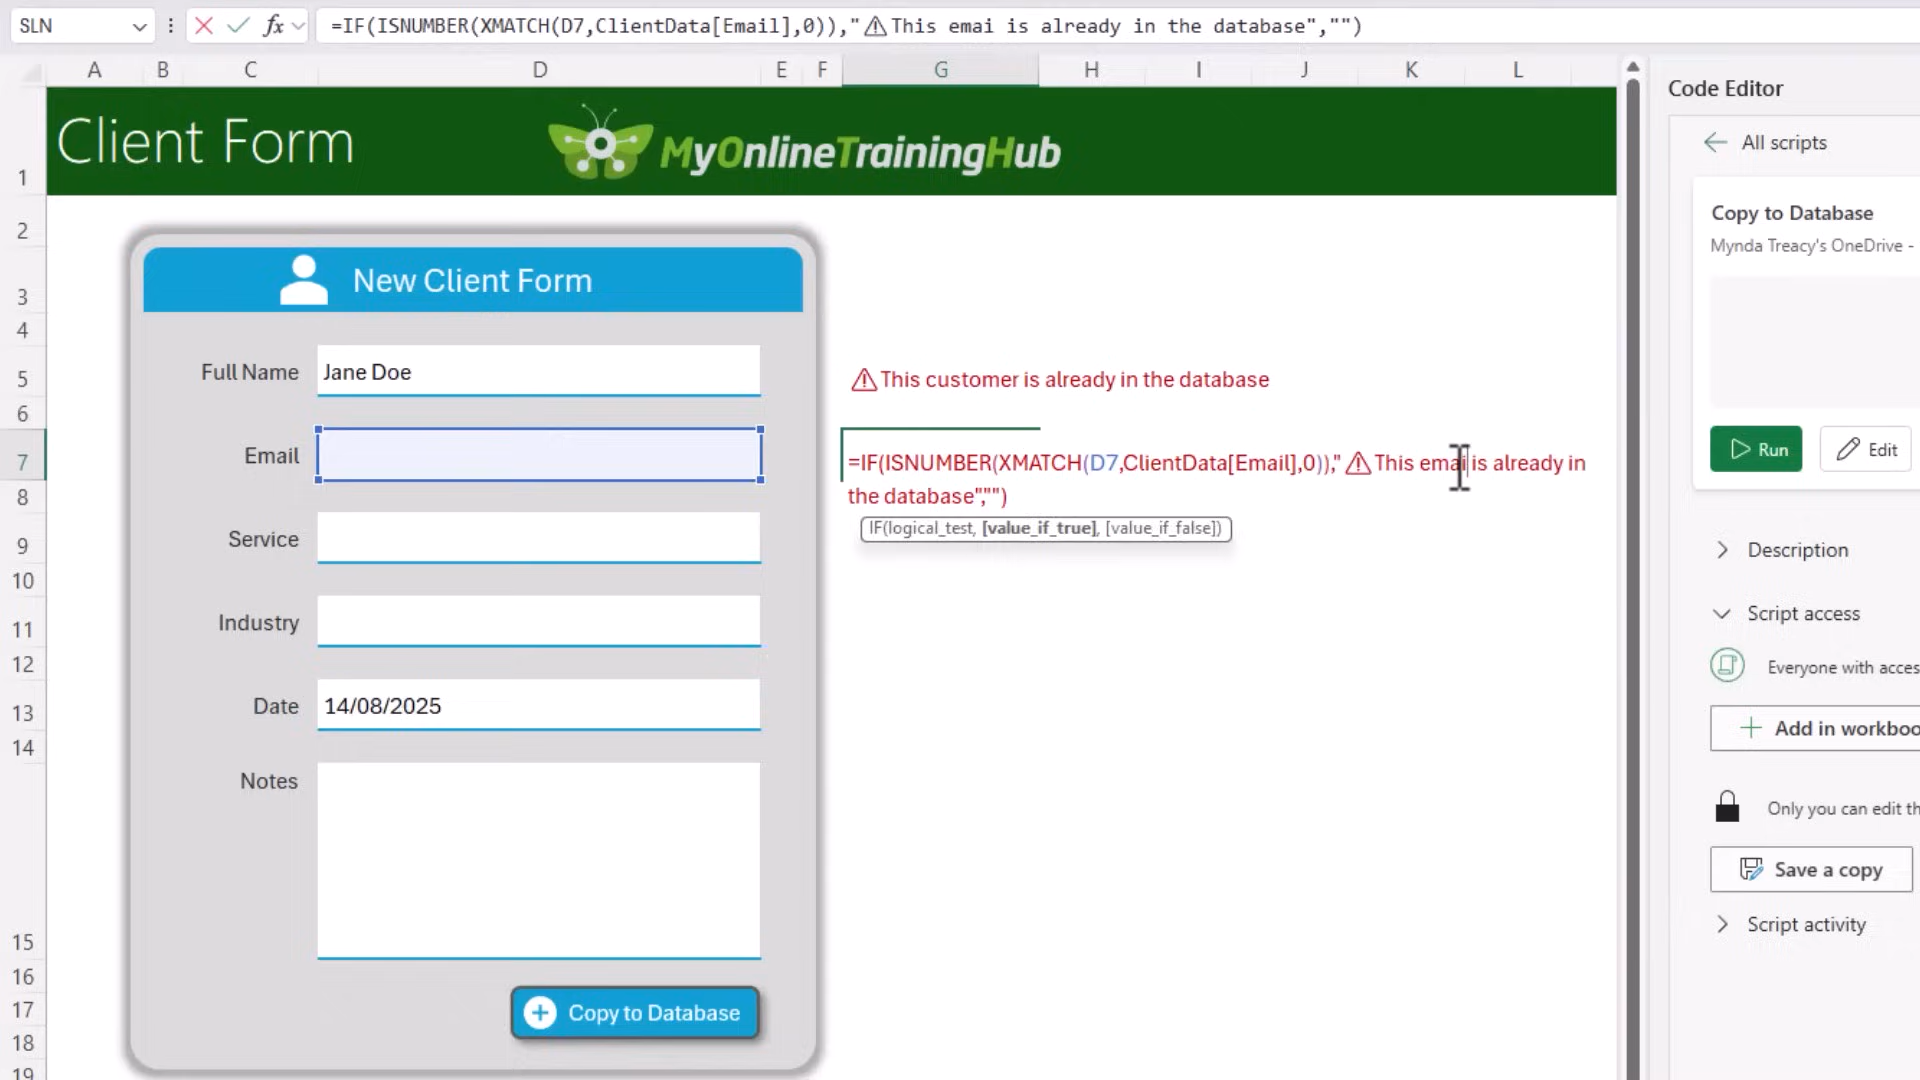 SLN
fx
=IF(ISNUMBER(XMATCH(D7,ClientData[Email],0)),"⚠This emai is already in the database","")
A B C D E F G H I J K L
Code Editor
All scripts
Copy to Database
Mynda Treacy's OneDrive -
Run
Edit
Description
Script access
Everyone with acces
Add in workboo
Only you can edit th
Save a copy
Script activity
1
2
3
4
5
6
7
8
9
10
11
12
13
14
15
16
17
18
19
Client Form
MyOnlineTrainingHub
New Client Form
Full Name
Jane Doe
⚠This customer is already in the database
Email
=IF(ISNUMBER(XMATCH(D7,ClientData[Email],0)),"⚠This emai is already in
the database","")
IF(logical_test, [value_if_true], [value_if_false])
Service
Industry
Date
14/08/2025
Notes
Copy to Database